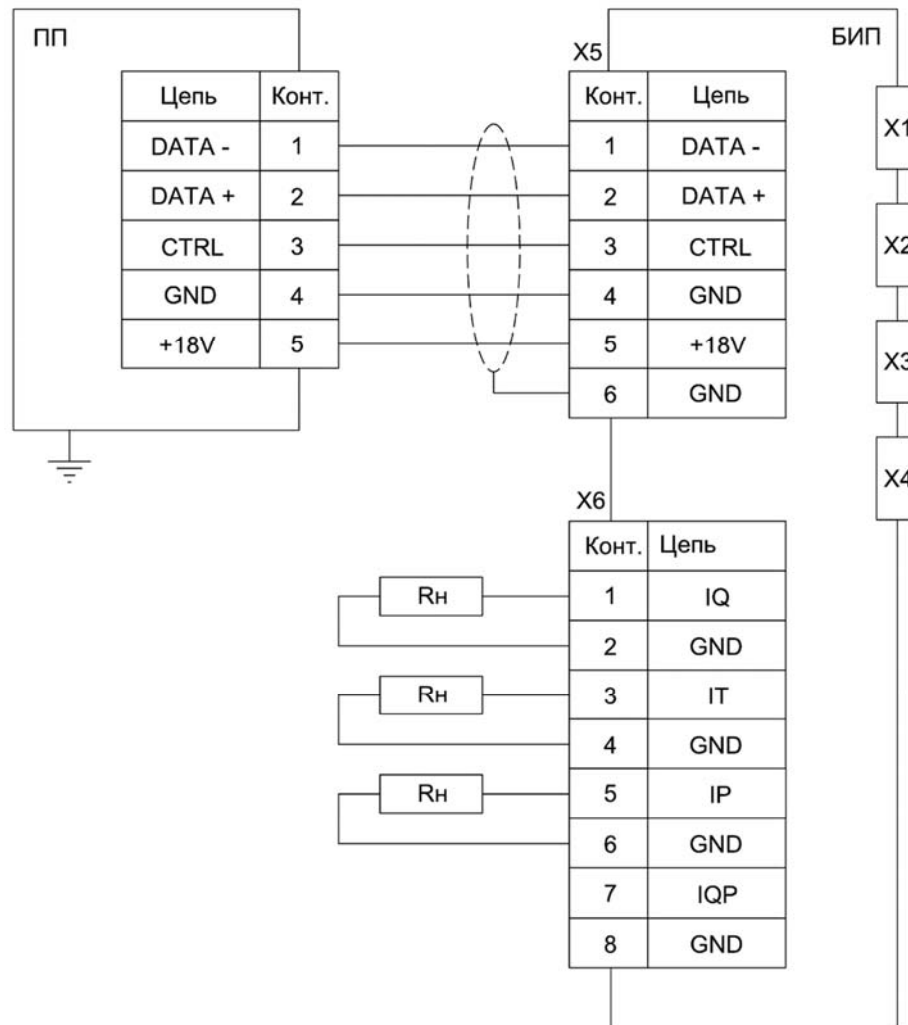 ПП
БИП
X5
Цепь Конт.
Конт. Цепь
DATA - 1
1 DATA -
DATA + 2
2 DATA +
CTRL 3
3 CTRL
GND 4
4 GND
+18V 5
5 +18V
6 GND
X1
X2
X3
X4
X6
Конт. Цепь
Rн
1 IQ
2 GND
Rн
3 IT
4 GND
Rн
5 IP
6 GND
7 IQP
8 GND